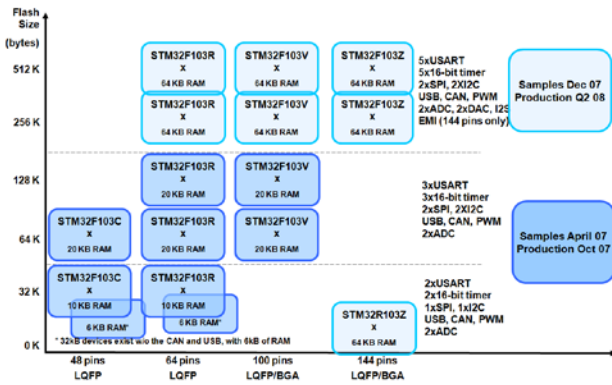 Flash
Size
(bytes)
512 K
256 K
128 K
64 K
32 K
0 K
STM32F103R
x
64 KB RAM
STM32F103V
x
64 KB RAM
STM32F103Z
x
64 KB RAM
STM32F103R
x
64 KB RAM
STM32F103V
x
64 KB RAM
STM32F103Z
x
64 KB RAM
5xUSART
5x16-bit timer
2xSPI, 2XI2C
USB, CAN, PWM
2xADC, 2xDAC, I2S
EMI (144 pins only)
Samples Dec 07
Production Q2 08
STM32F103R
x
20 KB RAM
STM32F103V
x
20 KB RAM
STM32F103C
x
20 KB RAM
STM32F103R
x
20 KB RAM
STM32F103V
x
20 KB RAM
3xUSART
3x16-bit timer
2xSPI, 2XI2C
USB, CAN, PWM
2xADC
Samples April 07
Production Oct 07
STM32F103C
x
10 KB RAM
6 KB RAM*
STM32F103R
x
10 KB RAM
6 KB RAM*
STM32R103Z
x
64 KB RAM
2xUSART
2x16-bit timer
1xSPI, 1xI2C
USB, CAN, PWM
2xADC
* 32kB devices exist w/o the CAN and USB, with 6kB of RAM
48 pins
LQFP
64 pins
LQFP
100 pins
LQFP/BGA
144 pins
LQFP/BGA